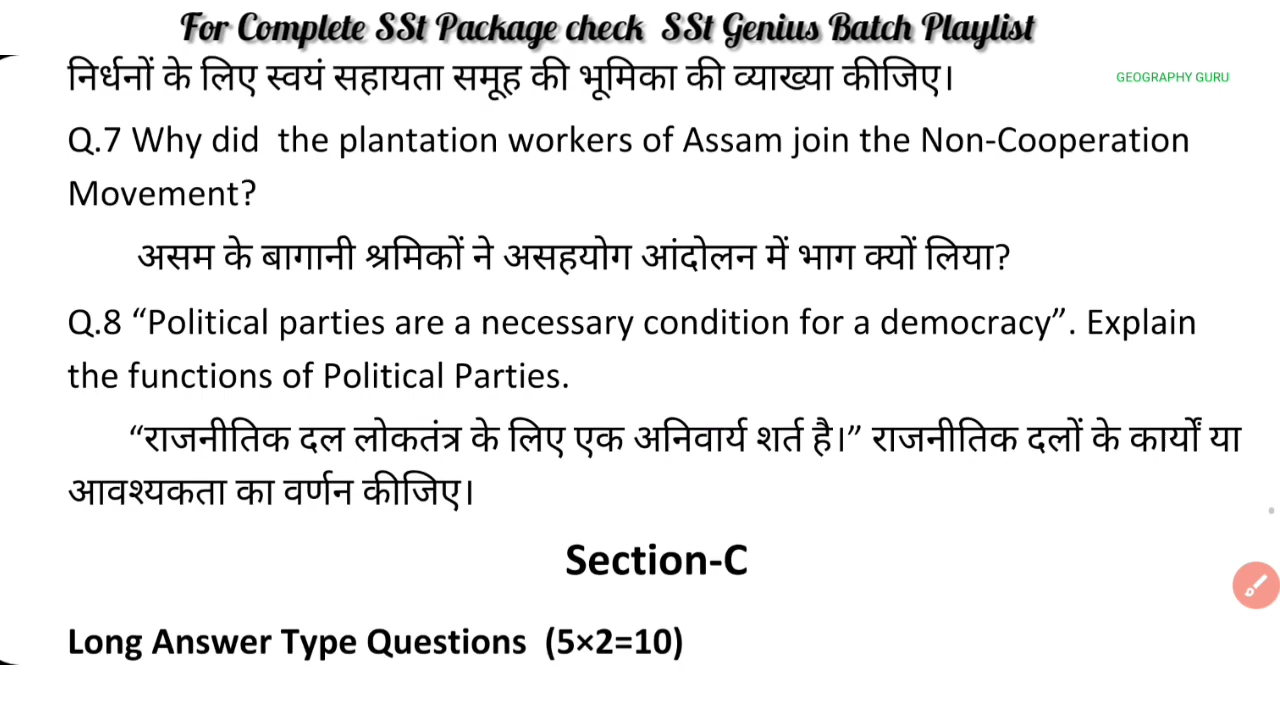 For Complete SSt Package check SSt Genius Batch Playlist
निर्धनों के लिए स्वयं सहायता समूह की भूमिका की व्याख्या कीजिए।
GEOGRAPHY GURU
Q.7 Why did the plantation workers of Assam join the Non-Cooperation
Movement?
असम के बागानी श्रमिकों ने असहयोग आंदोलन में भाग क्यों लिया?
Q.8 “Political parties are a necessary condition for a democracy”. Explain
the functions of Political Parties.
“राजनीतिक दल लोकतंत्र के लिए एक अनिवार्य शर्त है।” राजनीतिक दलों के कार्यों या
आवश्यकता का वर्णन कीजिए।
Section-C
Long Answer Type Questions (5×2=10)